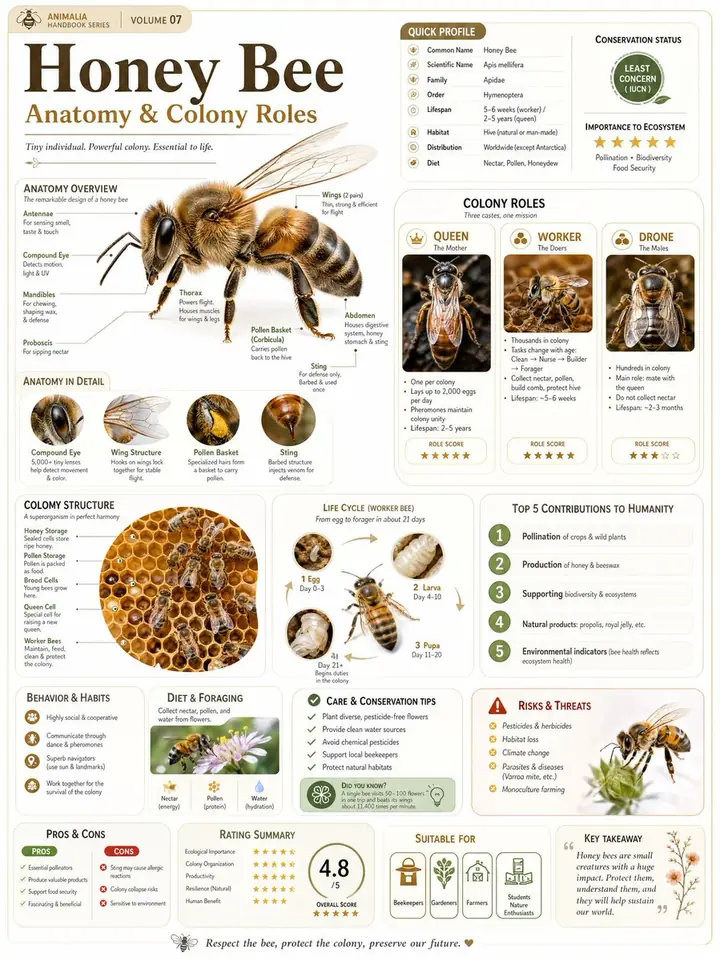 ANIMALIA
HANDBOOK SERIES
VOLUME 07
Honey Bee
Anatomy & Colony Roles
Tiny individual. Powerful colony. Essential to life.
QUICK PROFILE
Common Name Honey Bee
Scientific Name Apis mellifera
Family Apidae
Order Hymenoptera
Lifespan 5–6 weeks (worker) /
2–5 years (queen)
Habitat Hive (natural or man-made)
Distribution Worldwide (except Antarctica)
Diet Nectar, Pollen, Honeydew
CONSERVATION STATUS
LEAST
CONCERN
(IUCN)
IMPORTANCE TO ECOSYSTEM
Pollination • Biodiversity
Food Security
ANATOMY OVERVIEW
The remarkable design of a honey bee
Antennae
For sensing smell,
taste & touch
Compound Eye
Detects motion,
light & UV
Mandibles
For chewing,
shaping wax,
& defense
Proboscis
For sipping nectar
Wings (2 pairs)
Thin, strong & efficient
for flight
Thorax
Powers flight.
Houses muscles
for wings & legs
Pollen Basket
(Corbicula)
Carries pollen
back to the hive
Abdomen
Houses digestive
system, honey
stomach & sting
Sting
For defense only,
Barbed & used
once
ANATOMY IN DETAIL
Compound Eye
5,000+ tiny lenses
help detect movement
& color.
Wing Structure
Hooks on wings lock
together for stable
flight.
Pollen Basket
Specialized hairs form
a basket to carry
pollen.
Sting
Barbed structure
injects venom for
defense.
COLONY ROLES
Three castes, one mission
QUEEN
The Mother
• One per colony
• Lays up to 2,000 eggs
per day
• Pheromones maintain
colony unity
• Lifespan: 2–5 years
ROLE SCORE
WORKER
The Doers
• Thousands in colony
• Tasks change with age:
Clean → Nurse → Builder
→ Forager
• Collect nectar, pollen,
build comb, protect hive
• Lifespan: ~5–6 weeks
ROLE SCORE
DRONE
The Males
• Hundreds in colony
• Main role: mate with
the queen
• Do not collect nectar
• Lifespan: ~2–3 months
ROLE SCORE
COLOMY STRUCTURE
A superorganism in perfect harmony
Honey Storage
Sealed cells store
ripe honey.
Pollen Storage
Pollen is packed
as food.
Brood Cells
Young bees grow
here.
Queen Cell
Special cell for
raising a new
queen.
Worker Bees
Maintain, feed,
clean & protect
the colony.
LIFE CYCLE (WORKER BEE)
From egg to forager in about 21 days
1 Egg
Day 0–3
2 Larva
Day 4–10
3 Pupa
Day 11–20
Day 21+
Begins duties
in the colony
TOP 5 CONTRIBUTIONS TO HUMANITY
1 Pollination of crops & wild plants
2 Production of honey & beeswax
3 Supporting biodiversity & ecosystems
4 Natural products: propolis, royal jelly, etc.
5 Environmental indicators (bee health reflects
ecosystem health)
BEHAVIOR & HABITS
Highly social & cooperative
Communicate through
dance & pheromones
Superb navigators
(use sun & landmarks)
Work together for the
survival of the colony
DIET & FORAGING
Collect nectar, pollen, and
water from flowers.
Nectar
(energy)
Pollen
(protein)
Water
(hydration)
CARE & CONSERVATION TIPS
Plant diverse, pesticide-free flowers
Provide clean water sources
Avoid chemical pesticides
Support local beekeepers
Protect natural habitats
DID YOU KNOW?
A single bee visits 50–100 flowers
in one trip and beats its wings
about 11,400 times per minute.
RISKS & THREATS
Pesticides & herbicides
Habitat loss
Climate change
Parasites & diseases
(Varroa mite, etc.)
Monoculture farming
PROS & CONS
PROS
Essential pollinators
Produce valuable products
Support food security
Fascinating & beneficial
CONS
Sting may cause allergic
reactions
Colony collapse risks
Sensitive to environment
RATING SUMMARY
Ecological Importance
Colony Organization
Productivity
Resilience (Natural)
Human Benefit
4.8
/5
OVERALL SCORE
SUITABLE FOR
Beekeepers
Gardeners
Farmers
Students
Nature
Enthusiasts
KEY TAKEAWAY
“Honey bees are small
creatures with a huge
impact. Protect them,
understand them, and
they will help sustain
our world.”
Respect the bee, protect the colony, preserve our future.